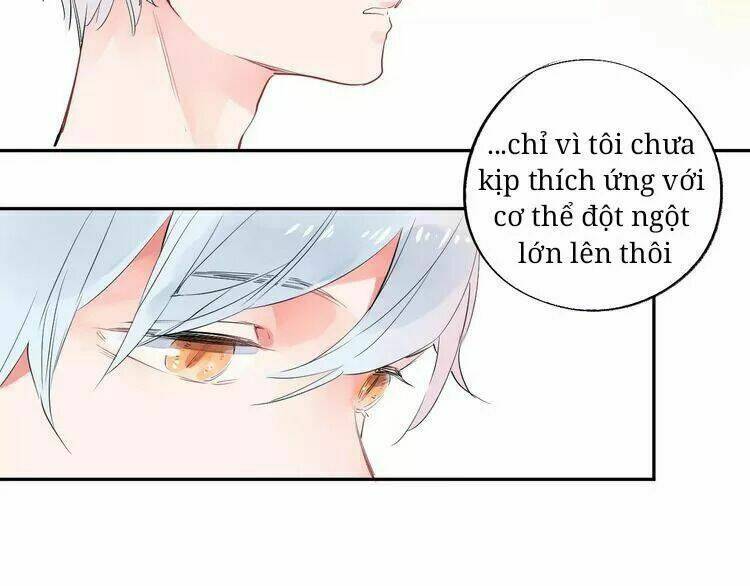 ...chỉ vì tôi chưa
kịp thích ứng với
cơ thể đột ngột
lớn lên thôi